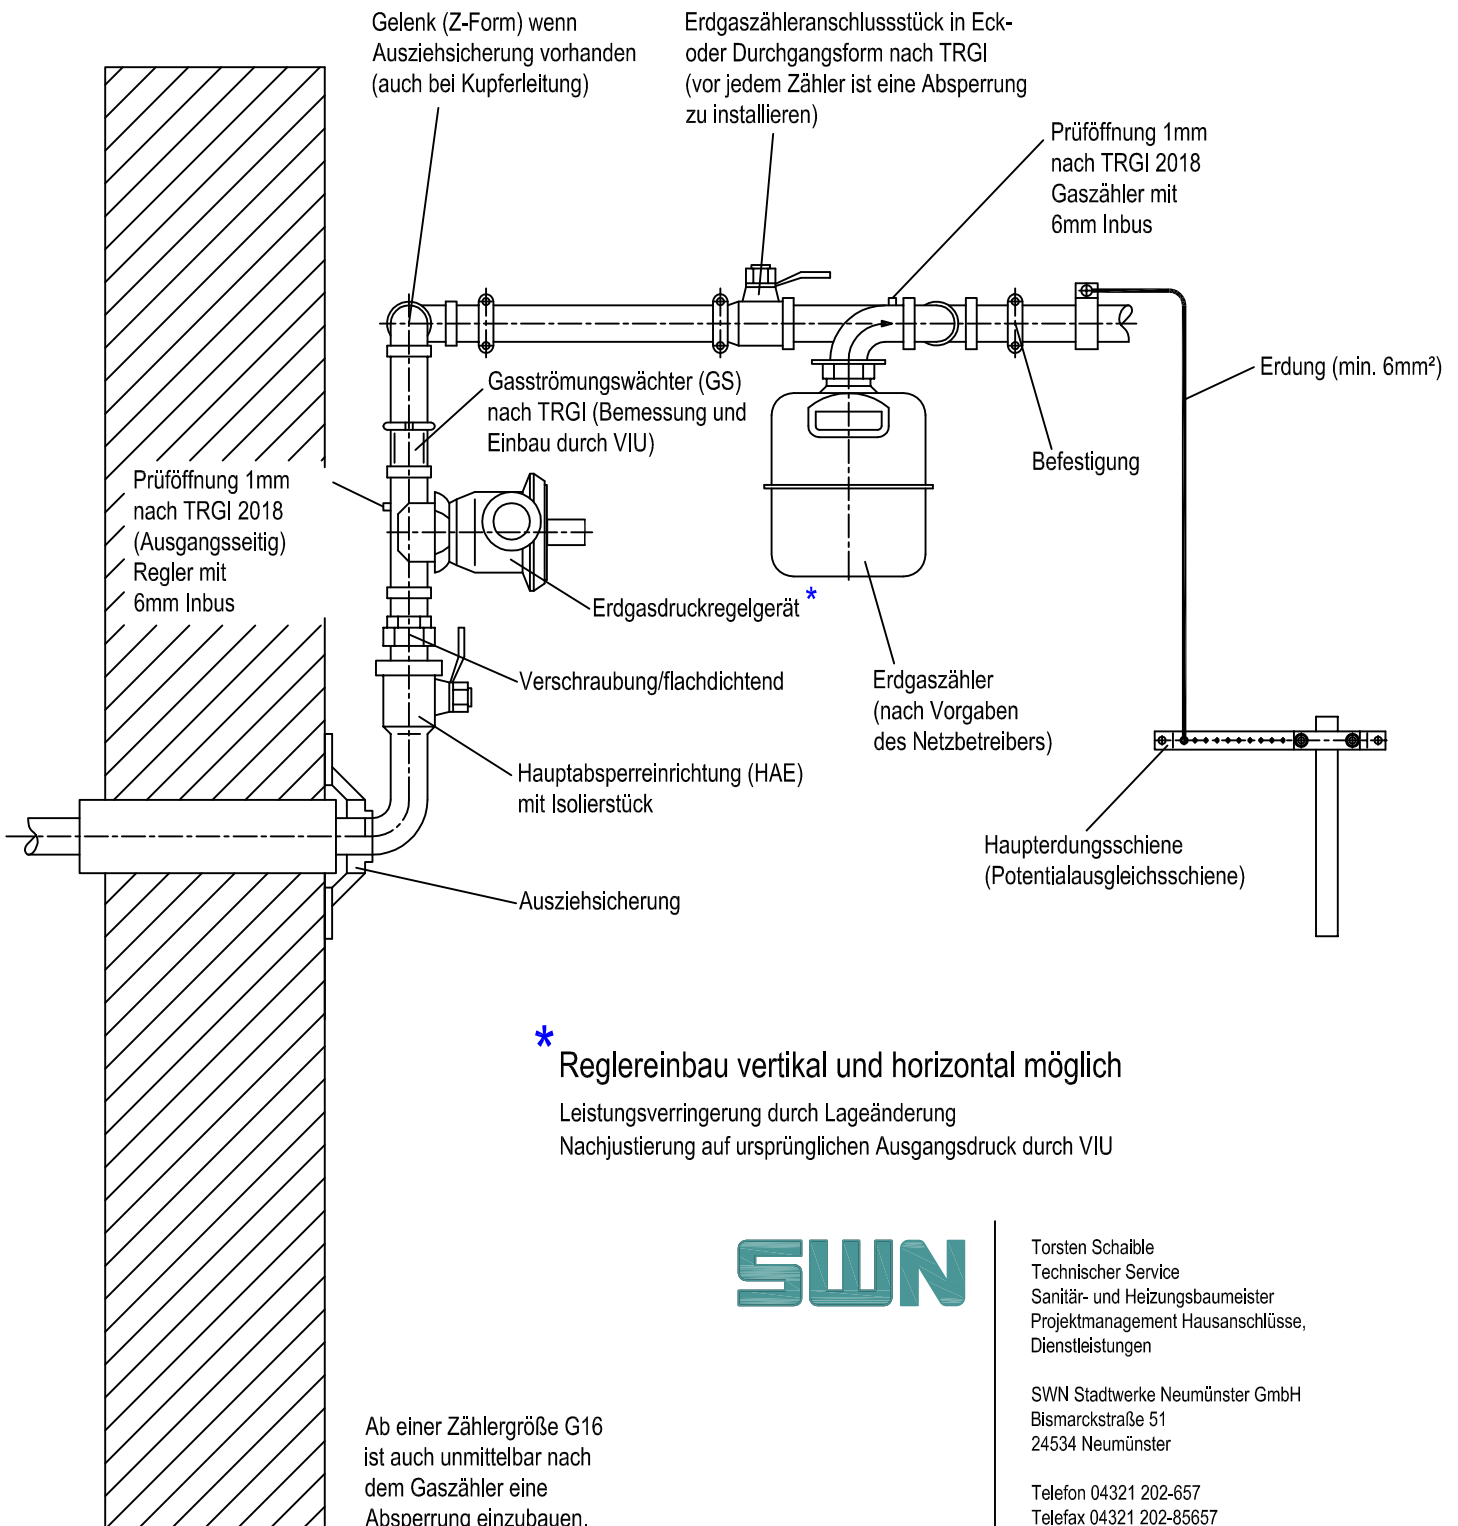 Gelenk (Z-Form) wenn
Ausziehsicherung vorhanden
(auch bei Kupferleitung)
Erdgaszähleranschlussstück in Eck-
oder Durchgangsform nach TRGI
(vor jedem Zähler ist eine Absperrung
zu installieren)
Prüföffnung 1mm
nach TRGI 2018
Gaszähler mit
6mm Inbus
Erdung (min. 6mm²)
Gasströmungswächter (GS)
nach TRGI (Bemessung und
Einbau durch VIU)
Befestigung
Prüföffnung 1mm
nach TRGI 2018
(Ausgangsseitig)
Regler mit
6mm Inbus
Erdgasdruckregelgerät *
Verschraubung/flachdichtend
Erdgaszähler
(nach Vorgaben
des Netzbetreibers)
Hauptabsperreinrichtung (HAE)
mit Isolierstück
Haupterdungsschiene
(Potentialausgleichsschiene)
Ausziehsicherung
* Reglereinbau vertikal und horizontal möglich
Leistungsverringerung durch Lageänderung
Nachjustierung auf ursprünglichen Ausgangsdruck durch VIU
SWN
Torsten Schaible
Technischer Service
Sanitär- und Heizungsbaumeister
Projektmanagement Hausanschlüsse,
Dienstleistungen
SWN Stadtwerke Neumünster GmbH
Bismarckstraße 51
24534 Neumünster
Telefon 04321 202-657
Telefax 04321 202-85657
Ab einer Zählergröße G16
ist auch unmittelbar nach
dem Gaszähler eine
Absperrung einzubauen.